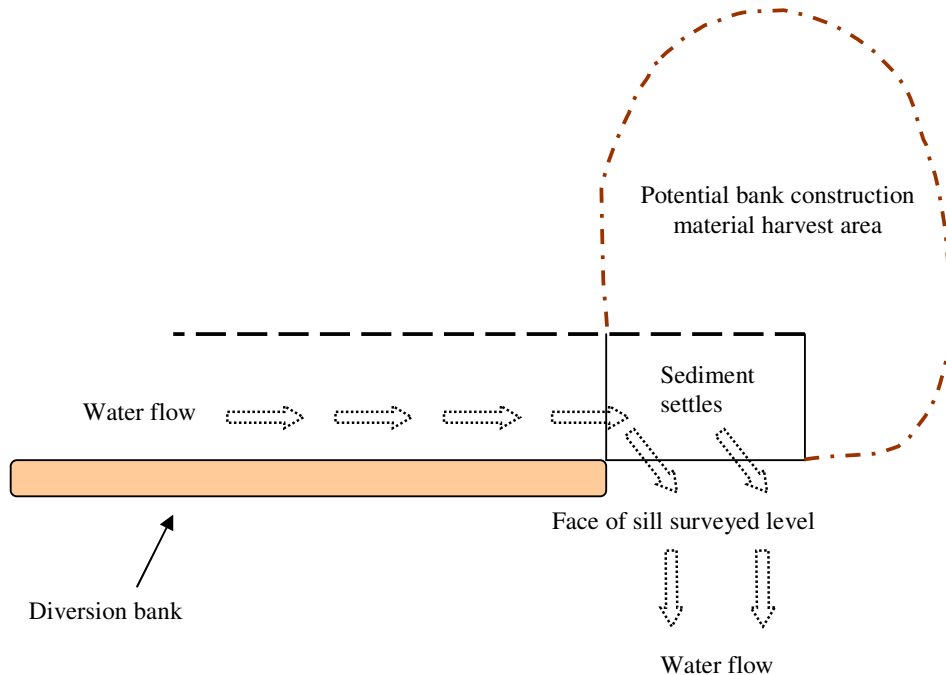 Potential bank construction
material harvest area
Sediment
settles
Water flow
Face of sill surveyed level
Diversion bank
Water flow